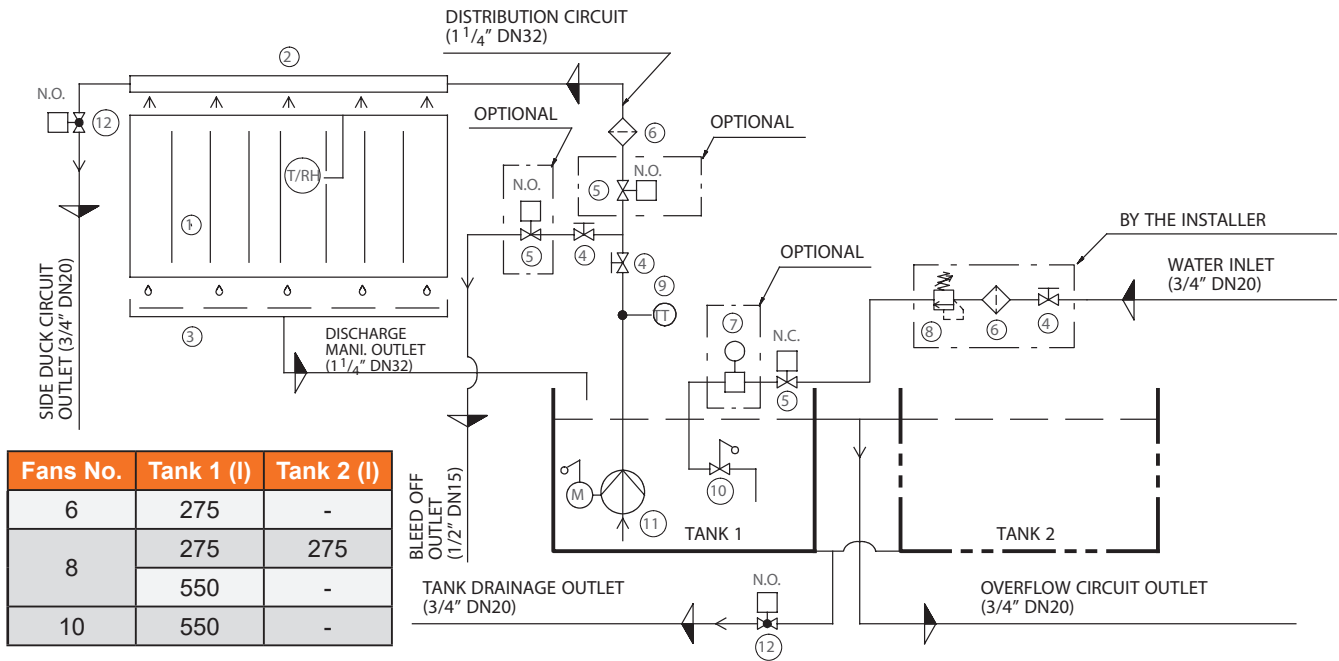 DISTRIBUTION CIRCUIT
(1 1/4" DN32)
2
N.O.
12
OPTIONAL
6
OPTIONAL
N.O.
5
N.O.
T/RH
1
5
4
4
9
TT
BY THE INSTALLER
WATER INLET
(3/4" DN20)
OPTIONAL
7
N.C.
5
8
6
4
3
DISCHARGE
MANI. OUTLET
(1 1/4" DN32)
SIDE DUCK CIRCUIT
OUTLET (3/4" DN20)
Fans No. Tank 1 (l) Tank 2 (l)
6 275 -
8 275 275
550 -
10 550 -
BLEED OFF
OUTLET
(1/2" DN15)
M
11
10
TANK 1
TANK 2
TANK DRAINAGE OUTLET
(3/4" DN20)
N.O.
12
OVERFLOW CIRCUIT OUTLET
(3/4" DN20)